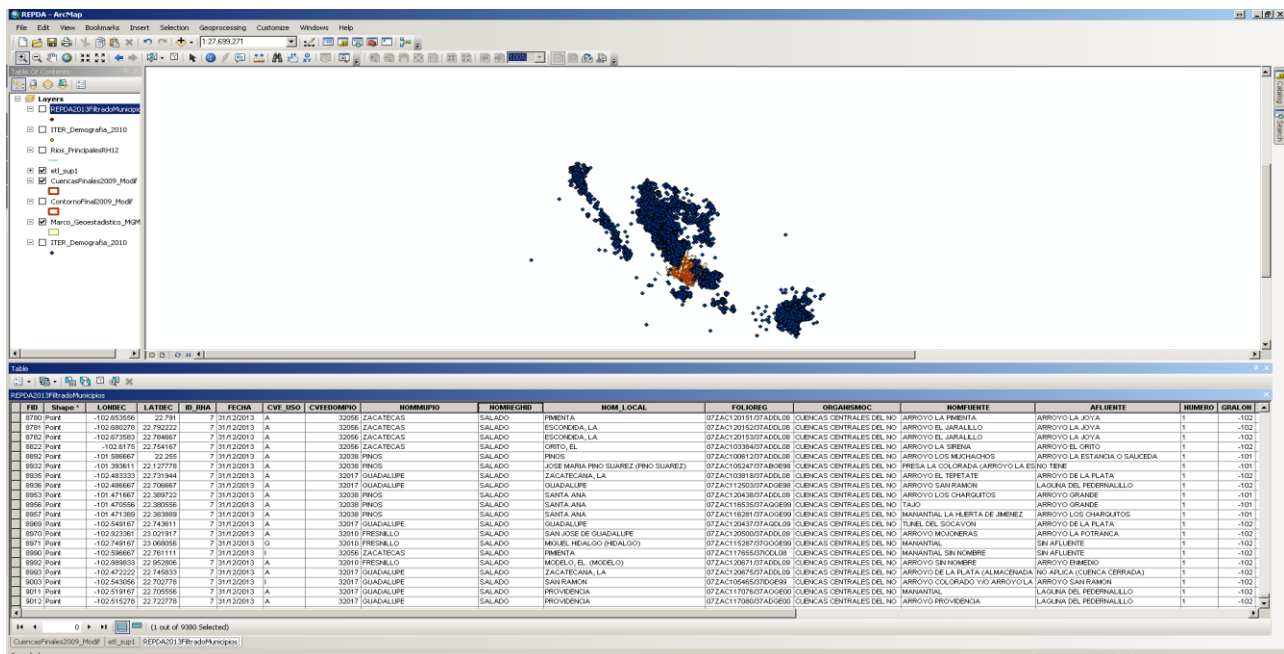 REPDA - ArcMap
File Edit View Bookmarks Insert Selection Geoprocessing Customize Windows Help
1:27,699,271
100%
Table Of Contents
Layers
REPDA2013FiltradoMunicipio
ITER_Demografia_2010
Rios_PrincipalesRH12
etl_sup1
CuencasFinales2009_Modif
ContornoFinal2009_Modif
Marco_Geoestadistico_MGM
ITER_Demografia_2010
Catalog
Search
Table
REPDA2013FiltradoMunicipios
FID Shape * LONDEC LATDEC ID_RHA FECHA CVE_USO CVEEDOMPIO NOMMUPIO NOMREGHID NOM_LOCAL FOLIOREG ORGANISMOC NOMFUENTE AFLUENTE HUMERO GRALON
8780 Point -102.653556 22.791 7 31/12/2013 A 32056 ZACATECAS SALADO PIMIENTA 07ZAC120151/37ADDL08 CUENCAS CENTRALES DEL NO ARROYO LA PIMIENTA ARROYO LA JOYA 1 -102
8781 Point -102.680278 22.792222 7 31/12/2013 A 32056 ZACATECAS SALADO ESCONDIDA, LA 07ZAC120152/37ADDL08 CUENCAS CENTRALES DEL NO ARROYO EL JARALILLO ARROYO LA JOYA 1 -102
8782 Point -102.673583 22.784667 7 31/12/2013 A 32056 ZACATECAS SALADO ESCONDIDA, LA 07ZAC120153/37ADDL08 CUENCAS CENTRALES DEL NO ARROYO EL JARALILLO ARROYO LA JOYA 1 -102
8822 Point -102.6175 22.754167 7 31/12/2013 A 32056 ZACATECAS SALADO ORITO, EL 07ZAC103384/37ADDL08 CUENCAS CENTRALES DEL NO ARROYO LA SIRENA ARROYO EL ORITO 1 -102
8892 Point -101.586667 22.255 7 31/12/2013 A 32038 PINOS SALADO PINOS 07ZAC100612/37ADDL09 CUENCAS CENTRALES DEL NO ARROYO LOS MUCHACHOS ARROYO LA ESTANCIA O SAUCEDA 1 -101
8932 Point -101.393611 22.127778 7 31/12/2013 A 32038 PINOS SALADO JOSE MARIA PINO SUAREZ (PINO SUAREZ) 07ZAC105247/37ABGE98 CUENCAS CENTRALES DEL NO PRESA LA COLORADA (ARROYO LA ES NO TIENE 1 -101
8935 Point -102.483333 22.731944 7 31/12/2013 A 32017 GUADALUPE SALADO ZACATECANA, LA 07ZAC103818/37ADDL08 CUENCAS CENTRALES DEL NO ARROYO EL TEPETATE ARROYO DE LA PLATA 1 -102
8936 Point -102.486667 22.706667 7 31/12/2013 A 32017 GUADALUPE SALADO GUADALUPE 07ZAC112503/37ADGE98 CUENCAS CENTRALES DEL NO ARROYO SAN RAMON LAGUNA DEL PEDERNALILLO 1 -102
8953 Point -101.471667 22.389722 7 31/12/2013 A 32038 PINOS SALADO SANTA ANA 07ZAC120438/37ADDL09 CUENCAS CENTRALES DEL NO ARROYO LOS CHARQUITOS ARROYO GRANDE 1 -101
8956 Point -101.470556 22.380556 7 31/12/2013 A 32038 PINOS SALADO SANTA ANA 07ZAC116535/37AGGE99 CUENCAS CENTRALES DEL NO TAJO ARROYO GRANDE 1 -101
8957 Point -101.471389 22.383889 7 31/12/2013 A 32038 PINOS SALADO SANTA ANA 07ZAC116281/37AOGE99 CUENCAS CENTRALES DEL NO MANANTIAL LA HUERTA DE JIMENEZ ARROYO LOS CHARQUITOS 1 -101
8969 Point -102.549167 22.743611 7 31/12/2013 A 32017 GUADALUPE SALADO GUADALUPE 07ZAC120437/37AGDL09 CUENCAS CENTRALES DEL NO TUNEL DEL SOCAVON ARROYO DE LA PLATA 1 -102
8970 Point -102.923361 23.021917 7 31/12/2013 A 32010 FRESNILLO SALADO SAN JOSE DE GUADALUPE 07ZAC120500/37ADDL09 CUENCAS CENTRALES DEL NO ARROYO MOJONERAS ARROYO LA POTRANCA 1 -102
8971 Point -102.749167 23.068056 7 31/12/2013 G 32010 FRESNILLO SALADO MIGUEL HIDALGO (HIDALGO) 07ZAC115287/37GOGE99 CUENCAS CENTRALES DEL NO MANANTIAL SIN AFLUENTE 1 -102
8990 Point -102.596667 22.761111 7 31/12/2013 I 32056 ZACATECAS SALADO PIMIENTA 07ZAC117655/37IODL08 CUENCAS CENTRALES DEL NO MANANTIAL SIN NOMBRE SIN AFLUENTE 1 -102
8992 Point -102.889833 22.952806 7 31/12/2013 A 32010 FRESNILLO SALADO MODELO, EL. (MODELO) 07ZAC120671/37ADDL09 CUENCAS CENTRALES DEL NO ARROYO SIN NOMBRE ARROYO ENMEDIO 1 -102
8993 Point -102.472222 22.745833 7 31/12/2013 A 32017 GUADALUPE SALADO ZACATECANA, LA 07ZAC120675/37ADDL09 CUENCAS CENTRALES DEL NO ARROYO DE LA PLATA (ALMACENADA NO APLICA (CUENCA CERRADA) 1 -102
9003 Point -102.543056 22.702778 7 31/12/2013 I 32017 GUADALUPE SALADO SAN RAMON 07ZAC105465/37IDGE99 CUENCAS CENTRALES DEL NO ARROYO COLORADO Y/O ARROYO LA ARROYO SAN RAMON 1 -102
9011 Point -102.519167 22.705556 7 31/12/2013 A 32017 GUADALUPE SALADO PROVIDENCIA 07ZAC117076/37ADGE00 CUENCAS CENTRALES DEL NO MANANTIAL LAGUNA DEL PEDERNALILLO 1 -102
9012 Point -102.515278 22.722778 7 31/12/2013 A 32017 GUADALUPE SALADO PROVIDENCIA 07ZAC117080/37ADGE00 CUENCAS CENTRALES DEL NO ARROYO PROVIDENCIA LAGUNA DEL PEDERNALILLO 1 -102
0 (1 out of 9380 Selected)
CuencasFinales2009_Modif etl_sup1 REPDA2013FiltradoMunicipios